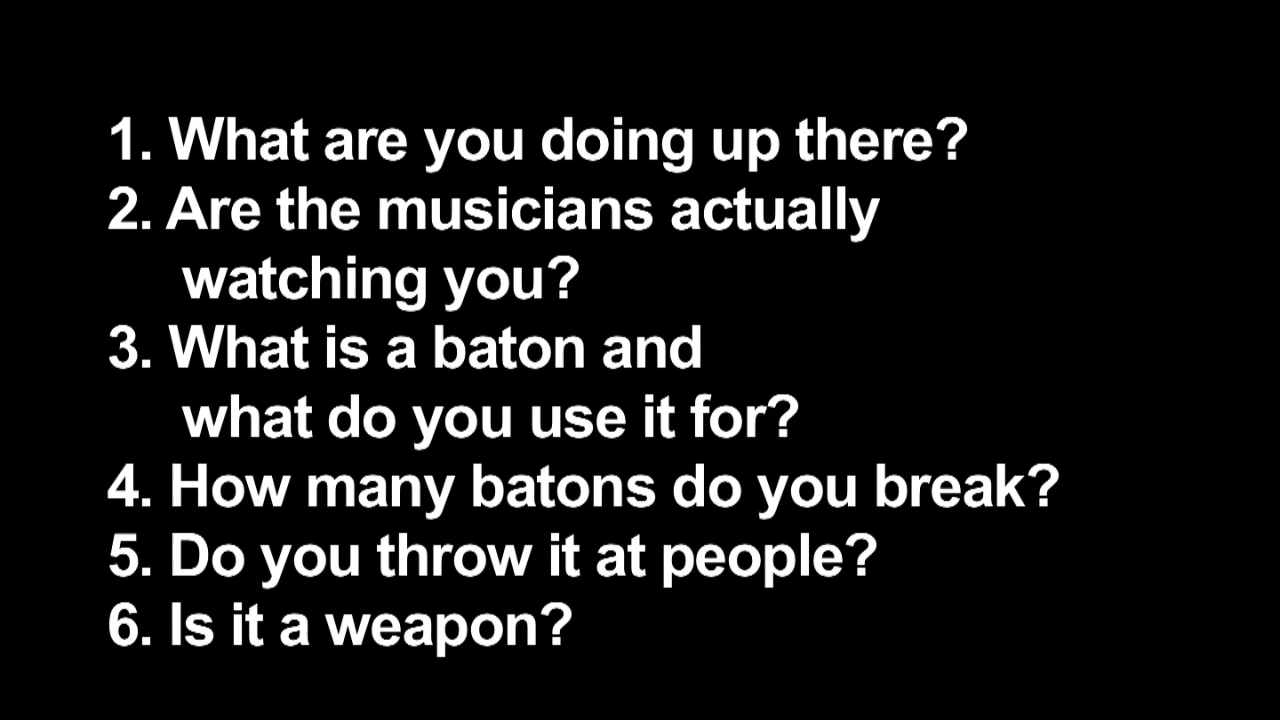 1. What are you doing up there?
2. Are the musicians actually
watching you?
3. What is a baton and
what do you use it for?
4. How many batons do you break?
5. Do you throw it at people?
6. Is it a weapon?